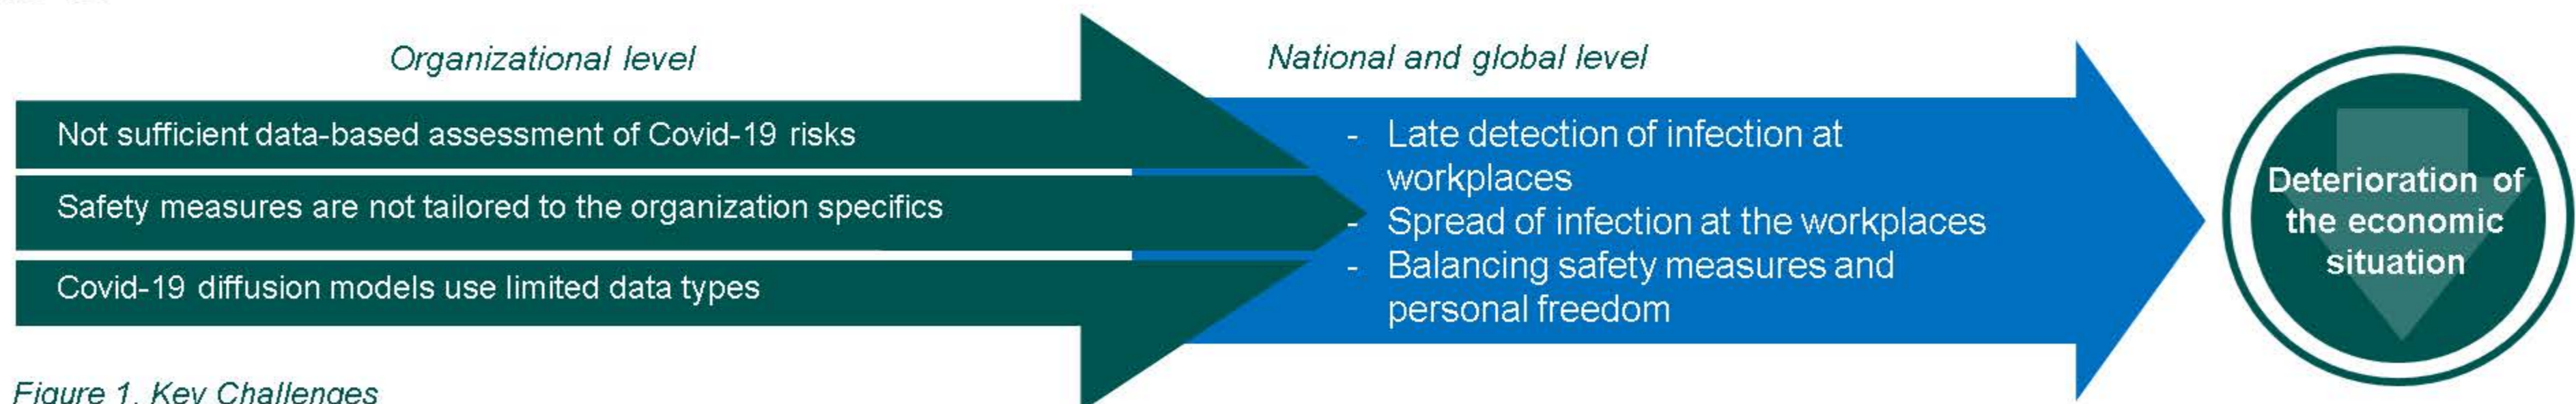 Organizational level
National and global level
Not sufficient data-based assessment of Covid-19 risks
Safety measures are not tailored to the organization specifics
Covid-19 diffusion models use limited data types
- Late detection of infection at
workplaces
- Spread of infection at the workplaces
- Balancing safety measures and
personal freedom
Deterioration of
the economic
situation
Figure 1. Key Challenges